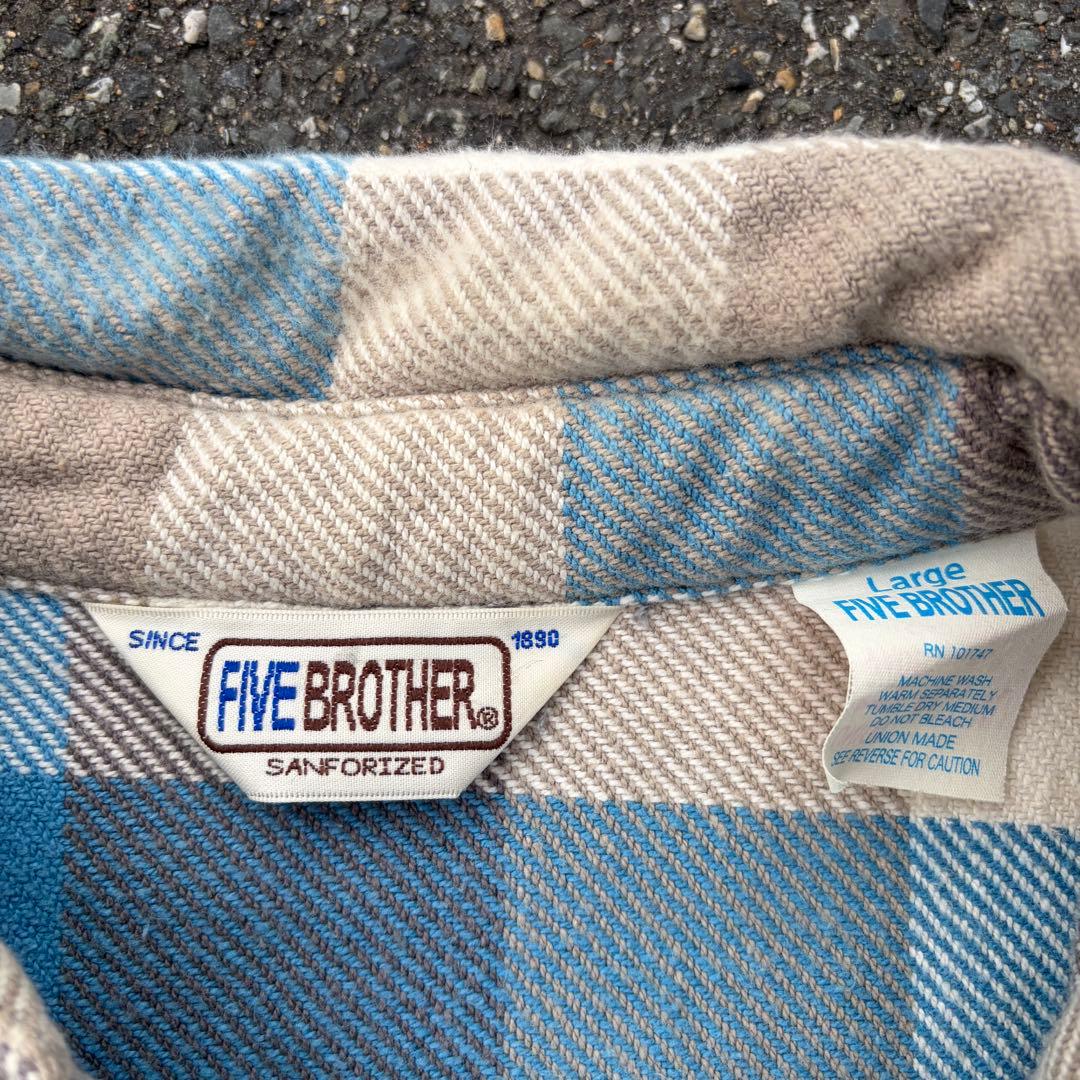 SINCE 1890
FIVE BROTHER®
SANFORIZED
Large
FIVE BROTHER
RN 101747
MACHINE WASH
WARM SEPARATELY
TUMBLE DRY MEDIUM
DO NOT BLEACH
UNION MADE
SEE REVERSE FOR CAUTION